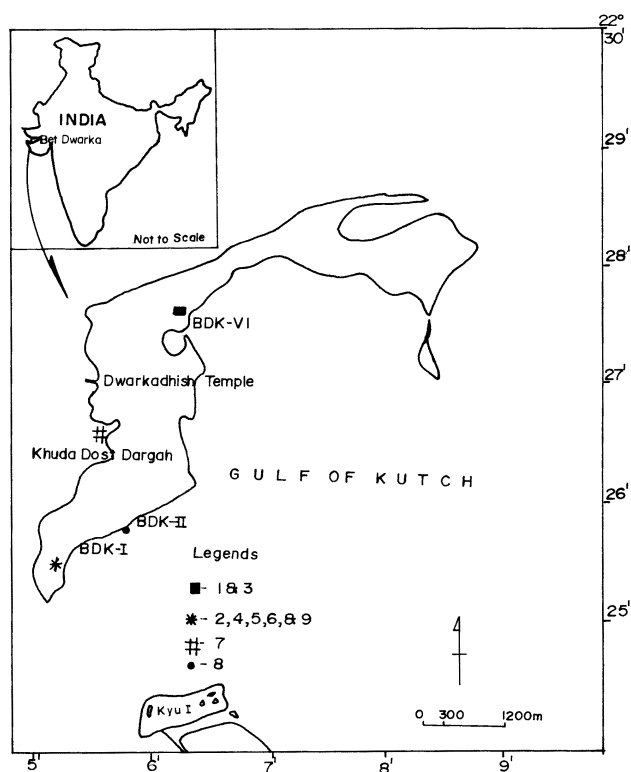 22°
30'
INDIA
Bet Dwarka
29'
Not to Scale
28'
BDK-VI
Dwarkadhish Temple
27'
Khuda Dost Dargah
GULF OF KUTCH
26'
BDK-II
BDK-I
Legends
■ - 1 & 3
* - 2, 4, 5, 6, & 9
25'
# - 7
● - 8
Kyu I
0 300 1200m
5' 6' 7' 8' 9'